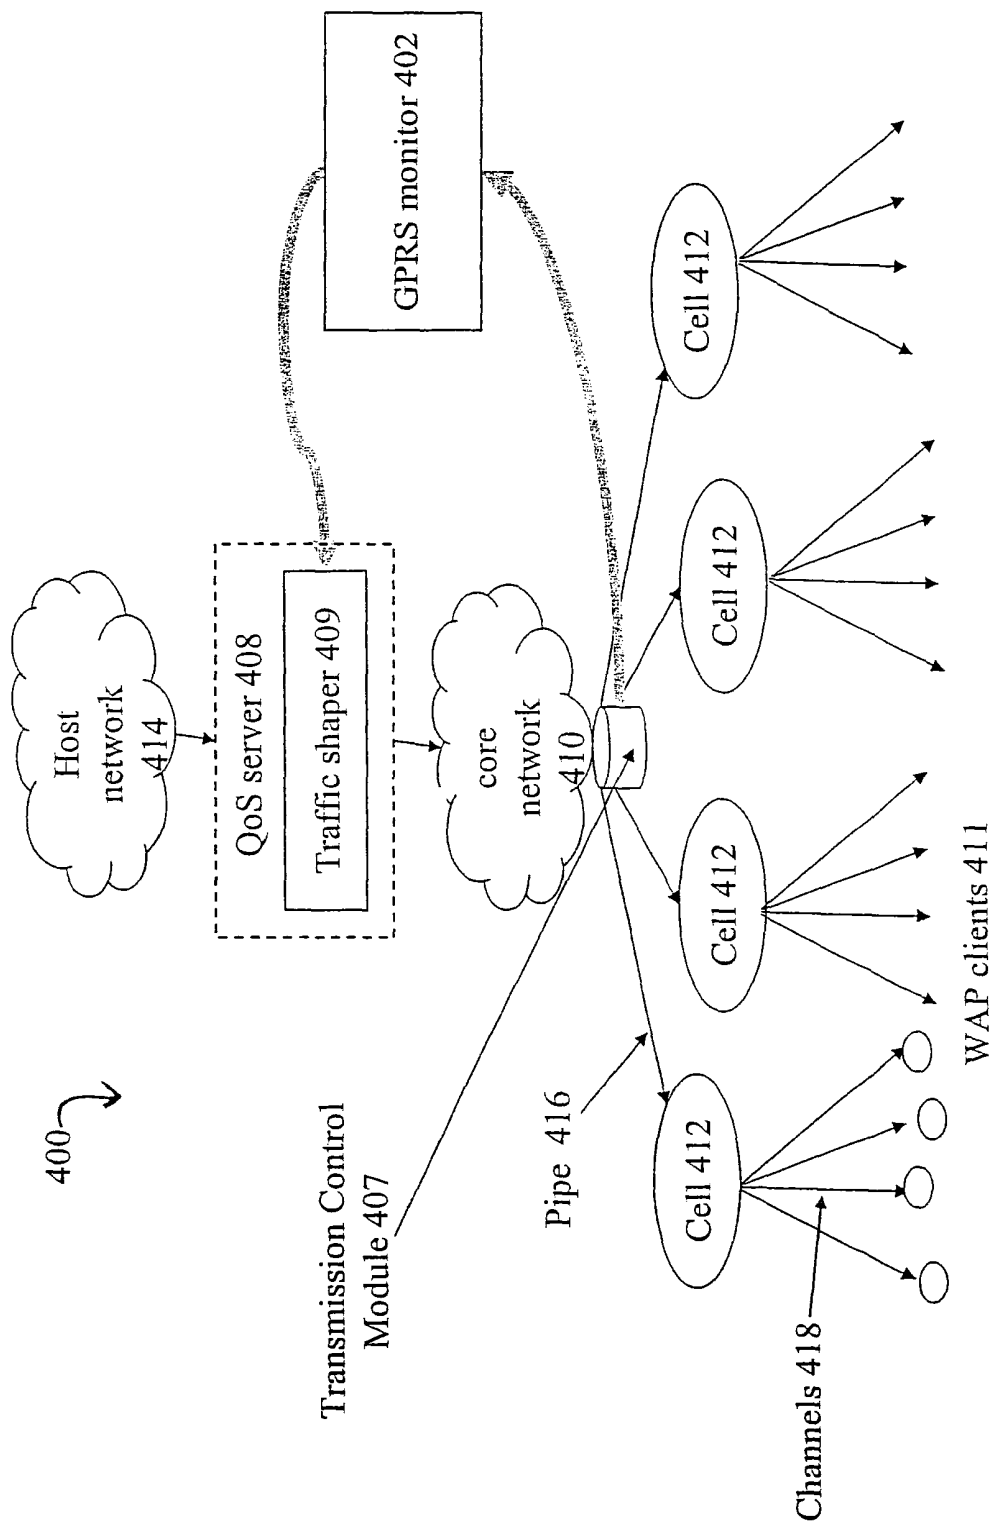 400
Host
network
414
QoS server 408
Traffic shaper 409
GPRS monitor 402
core
network
410
Transmission Control
Module 407
Pipe 416
Cell 412
Cell 412
Cell 412
Cell 412
Channels 418
WAP clients 411